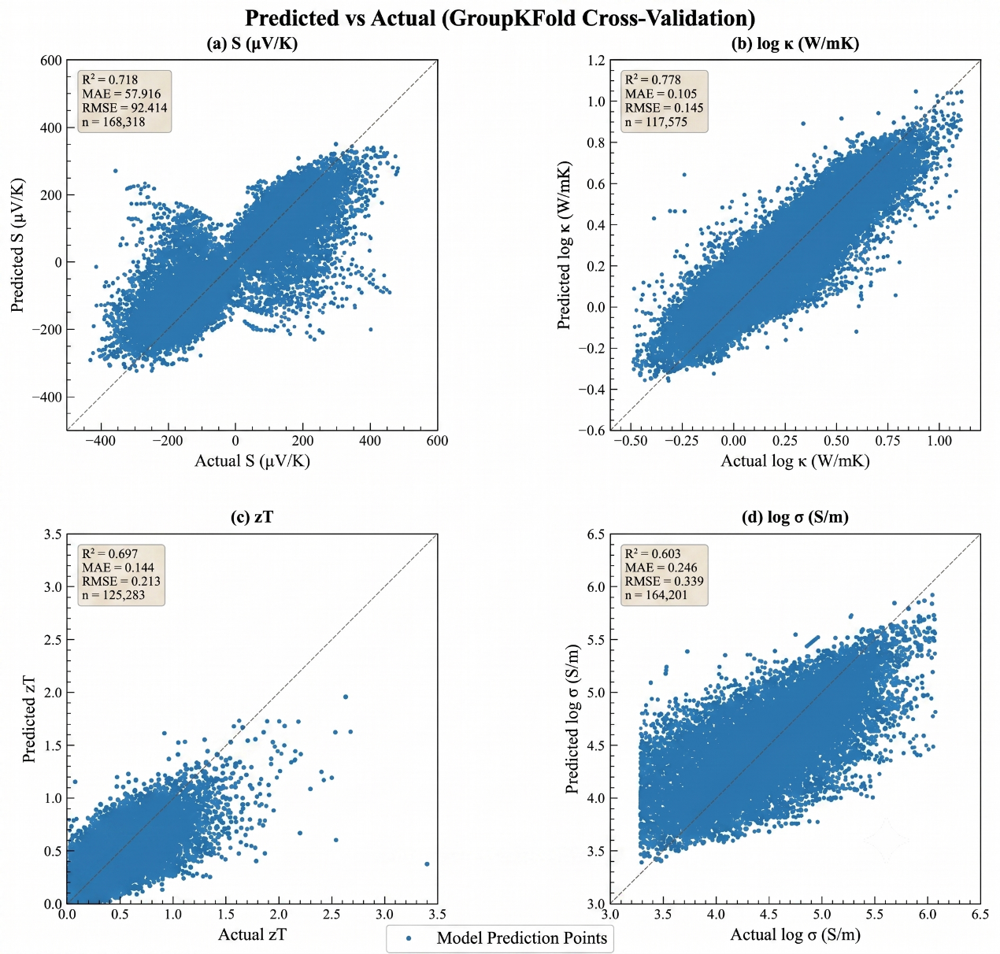 Predicted vs Actual (GroupKFold Cross-Validation)
(a) S (μV/K)
R² = 0.718
MAE = 57.916
RMSE = 92.414
n = 168,318
600
400
200
0
−200
−400
Predicted S (μV/K)
−400 −200 0 200 400 600
Actual S (μV/K)
(b) log κ (W/mK)
R² = 0.778
MAE = 0.105
RMSE = 0.145
n = 117,575
1.2
1.0
0.8
0.6
0.4
0.2
0.0
−0.2
−0.4
−0.6
Predicted log κ (W/mK)
−0.50 −0.25 0.00 0.25 0.50 0.75 1.00
Actual log κ (W/mK)
(c) zT
R² = 0.697
MAE = 0.144
RMSE = 0.213
n = 125,283
3.5
3.0
2.5
2.0
1.5
1.0
0.5
0.0
Predicted zT
0.0 0.5 1.0 1.5 2.0 2.5 3.0 3.5
Actual zT
(d) log σ (S/m)
R² = 0.603
MAE = 0.246
RMSE = 0.339
n = 164,201
6.5
6.0
5.5
5.0
4.5
4.0
3.5
3.0
Predicted log σ (S/m)
3.0 3.5 4.0 4.5 5.0 5.5 6.0 6.5
Actual log σ (S/m)
Model Prediction Points